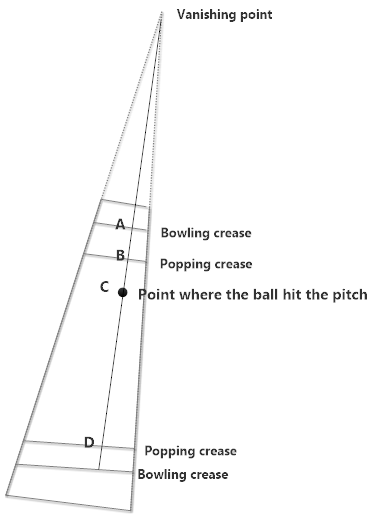 Vanishing point
A
Bowling crease
B
Popping crease
C
Point where the ball hit the pitch
D
Popping crease
Bowling crease